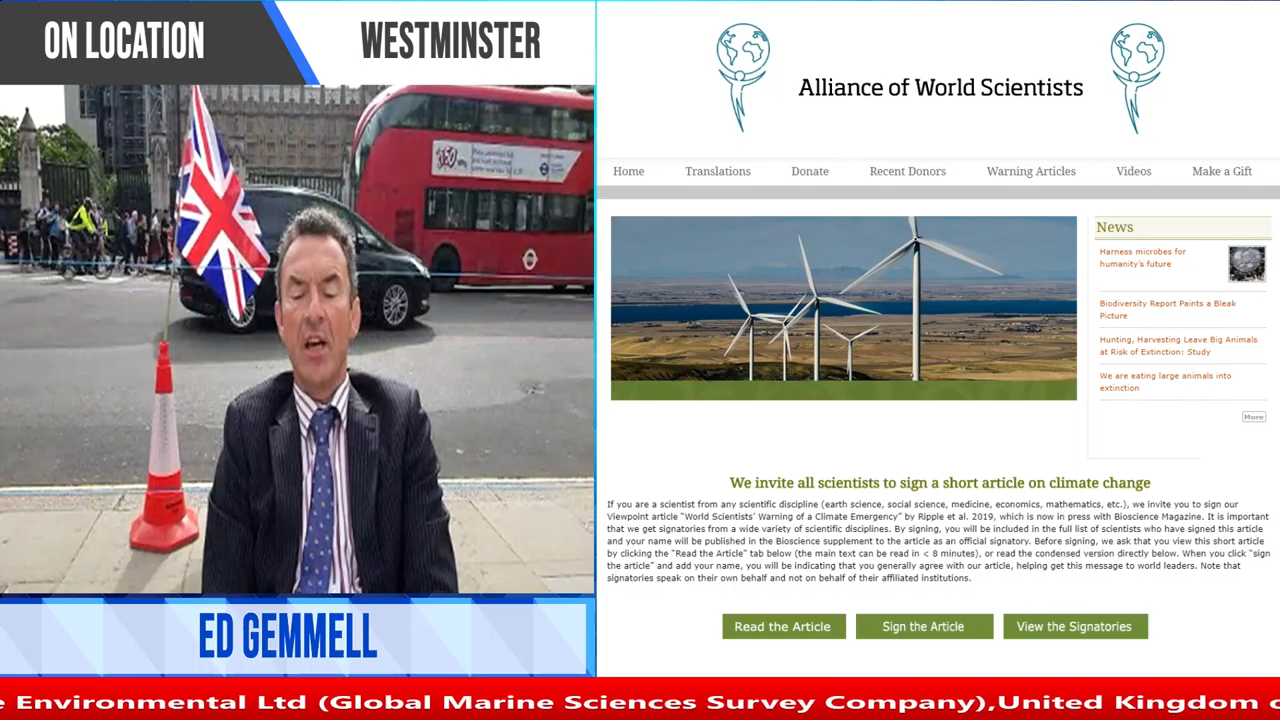 ON LOCATION
WESTMINSTER
150
ED GEMMELL
Alliance of World Scientists
Home
Translations
Donate
Recent Donors
Warning Articles
Videos
Make a Gift
News
Harness microbes for
humanity's future
Biodiversity Report Paints a Bleak
Picture
Hunting, Harvesting Leave Big Animals
at Risk of Extinction: Study
We are eating large animals into
extinction
More
We invite all scientists to sign a short article on climate change
If you are a scientist from any scientific discipline (earth science, social science, medicine, economics, mathematics, etc.), we invite you to sign our
Viewpoint article "World Scientists' Warning of a Climate Emergency" by Ripple et al. 2019, which is now in press with Bioscience Magazine. It is important
that we get signatories from a wide variety of scientific disciplines. By signing, you will be included in the full list of scientists who have signed this article
and your name will be published in the Bioscience supplement to the article as an official signatory. Before signing, we ask that you view this short article
by clicking the "Read the Article" tab below (the main text can be read in < 8 minutes), or read the condensed version directly below. When you click "sign
the article" and add your name, you will be indicating that you generally agree with our article, helping get this message to world leaders. Note that
signatories speak on their own behalf and not on behalf of their affiliated institutions.
Read the Article
Sign the Article
View the Signatories
e Environmental Ltd (Global Marine Sciences Survey Company),United Kingdom